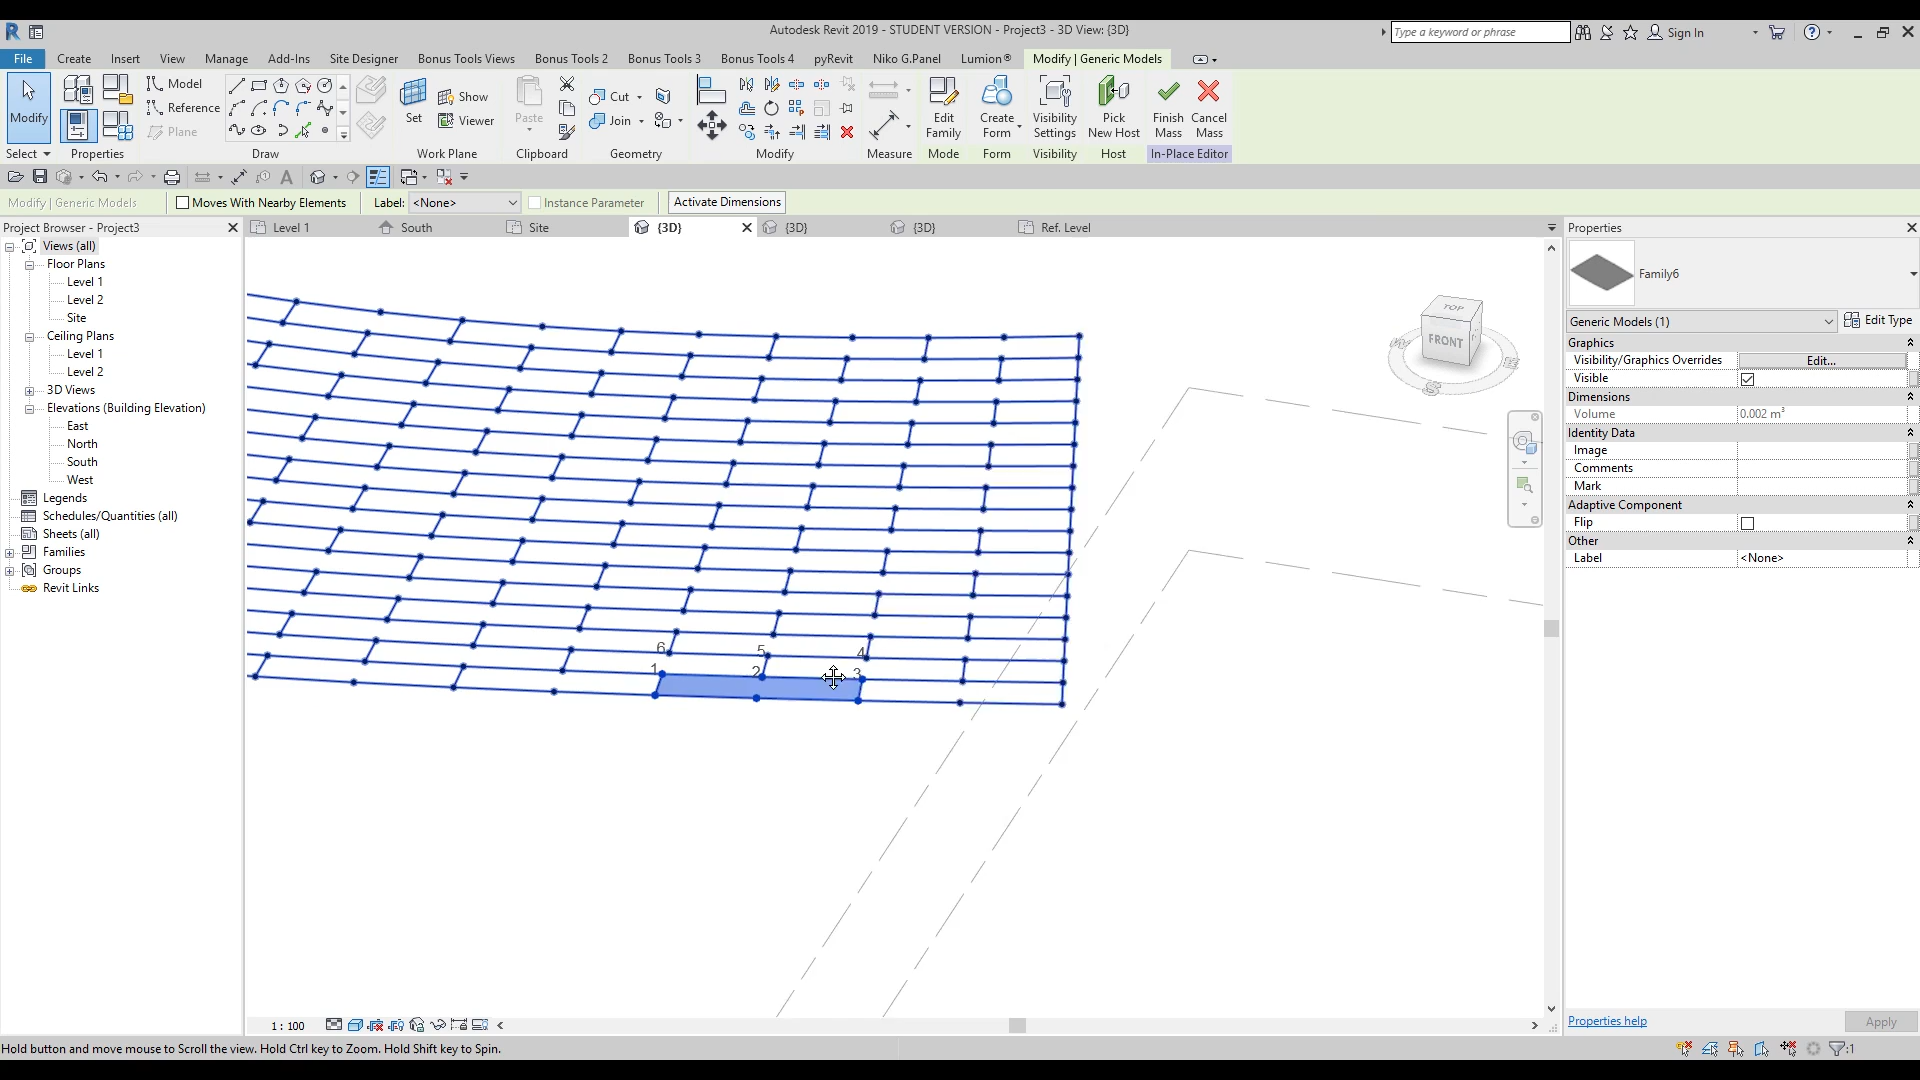 Autodesk Revit 2019 - STUDENT VERSION - Project3 - 3D View: {3D}
Type a keyword or phrase
Sign In
File Create Insert View Manage Add-Ins Site Designer Bonus Tools Views Bonus Tools 2 Bonus Tools 3 Bonus Tools 4 pyRevit Niko G.Panel Lumion® Modify | Generic Models
Modify
Model
Reference
Plane
Set
Show
Viewer
Paste
Cut
Join
Edit Family
Create Form
Visibility Settings
Pick New Host
Finish Mass
Cancel Mass
Select Properties Draw Work Plane Clipboard Geometry Modify Measure Mode Form Visibility Host In-Place Editor
Modify | Generic Models Moves With Nearby Elements Label: <None> Instance Parameter Activate Dimensions
Project Browser - Project3
Level 1 South Site {3D} {3D} {3D} Ref. Level
Views (all)
Floor Plans
Level 1
Level 2
Site
Ceiling Plans
Level 1
Level 2
3D Views
Elevations (Building Elevation)
East
North
South
West
Legends
Schedules/Quantities (all)
Sheets (all)
Families
Groups
Revit Links
TOP
FRONT
6 5 4
1 2 3
Properties
Family6
Generic Models (1) Edit Type
Graphics
Visibility/Graphics Overrides Edit...
Visible
Dimensions
Volume 0.002 m³
Identity Data
Image
Comments
Mark
Adaptive Component
Flip
Other
Label <None>
Properties help Apply
1 : 100
Hold button and move mouse to Scroll the view. Hold Ctrl key to Zoom. Hold Shift key to Spin.
:1